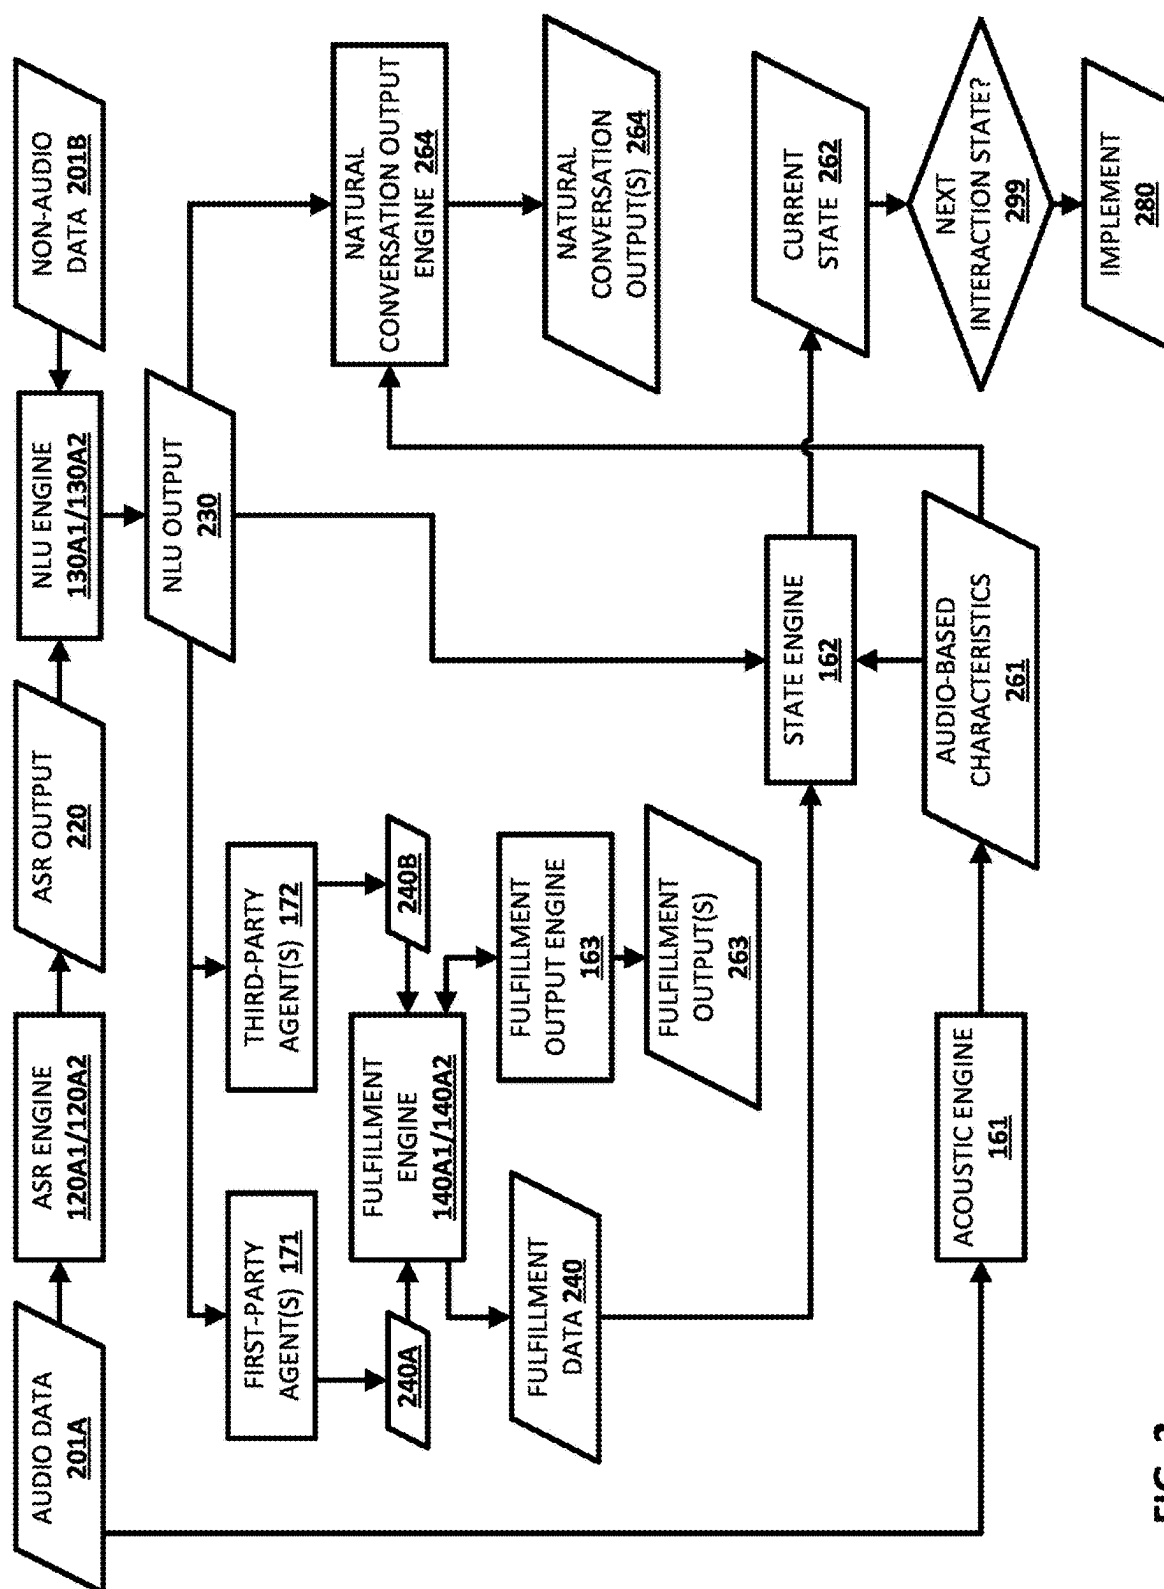 AUDIO DATA
201A
ASR ENGINE
120A1/120A2
ASR OUTPUT
220
NLU ENGINE
130A1/130A2
NON-AUDIO
DATA 201B
NLU OUTPUT
230
FIRST-PARTY
AGENT(S) 171
THIRD-PARTY
AGENT(S) 172
NATURAL
CONVERSATION OUTPUT
ENGINE 264
240A
FULFILLMENT
ENGINE
140A1/140A2
240B
FULFILLMENT
DATA 240
FULFILLMENT
OUTPUT ENGINE
163
NATURAL
CONVERSATION
OUTPUT(S) 264
FULFILLMENT
OUTPUT(S)
263
STATE ENGINE
162
CURRENT
STATE 262
ACOUSTIC ENGINE
161
AUDIO-BASED
CHARACTERISTICS
261
NEXT
INTERACTION STATE?
299
IMPLEMENT
280